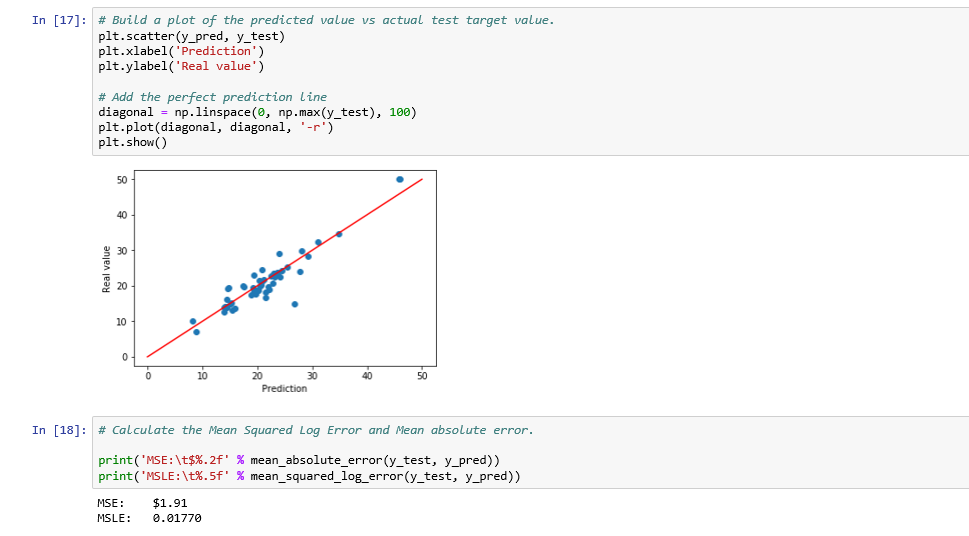 In [17]: # Build a plot of the predicted value vs actual test target value.
plt.scatter(y_pred, y_test)
plt.xlabel('Prediction')
plt.ylabel('Real value')
# Add the perfect prediction line
diagonal = np.linspace(0, np.max(y_test), 100)
plt.plot(diagonal, diagonal, '-r')
plt.show()
50
40
30
20
10
0
Real value
0 10 20 30 40 50
Prediction
In [18]: # Calculate the Mean Squared Log Error and Mean absolute error.
print('MSE:\t$%.2f' % mean_absolute_error(y_test, y_pred))
print('MSLE:\t%.5f' % mean_squared_log_error(y_test, y_pred))
MSE: $1.91
MSLE: 0.01770